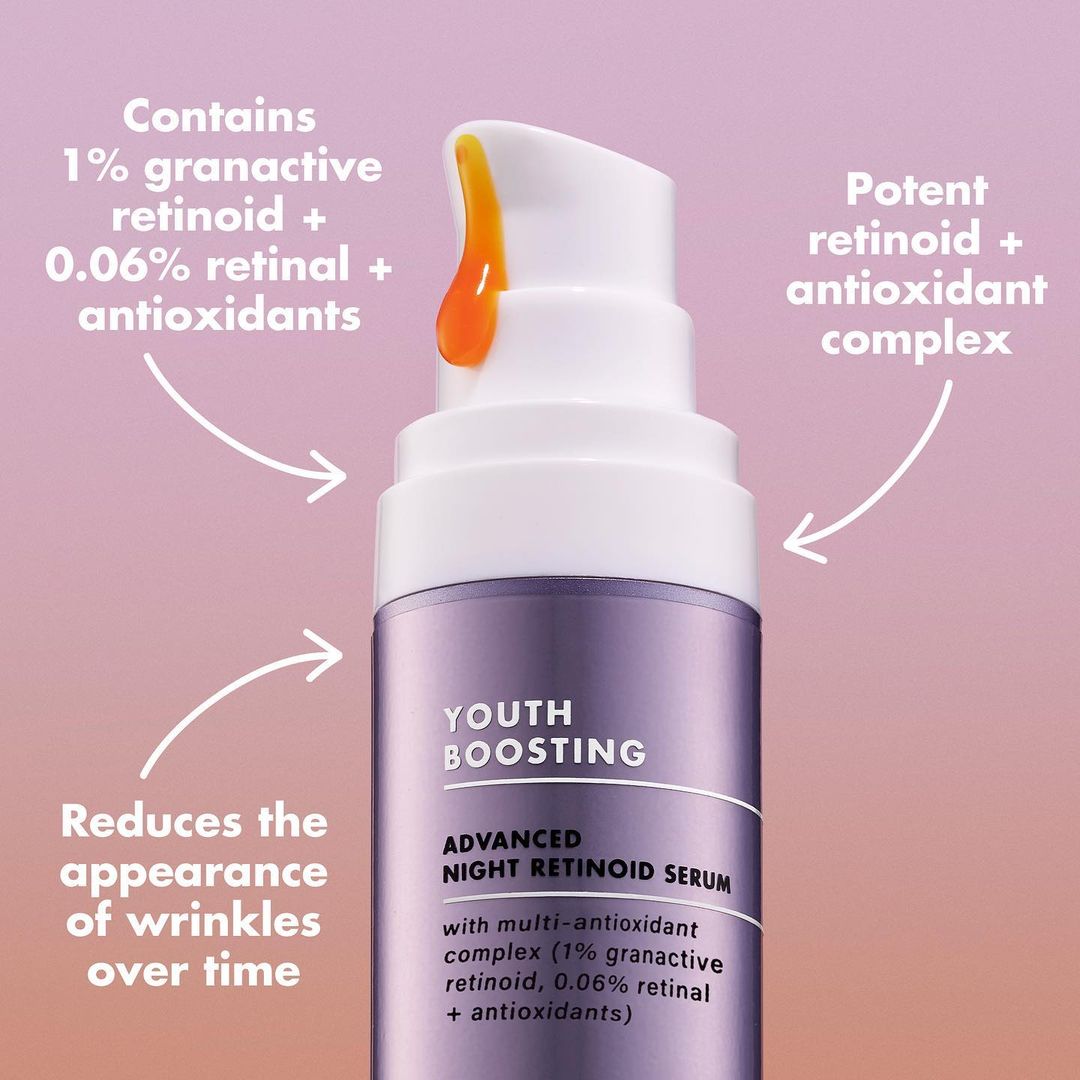 Contains
1% granactive
retinoid +
0.06% retinal +
antioxidants
Potent
retinoid +
antioxidant
complex
Reduces the
appearance
of wrinkles
over time
YOUTH
BOOSTING
ADVANCED
NIGHT RETINOID SERUM
with multi-antioxidant
complex (1% granactive
retinoid, 0.06% retinal
+ antioxidants)